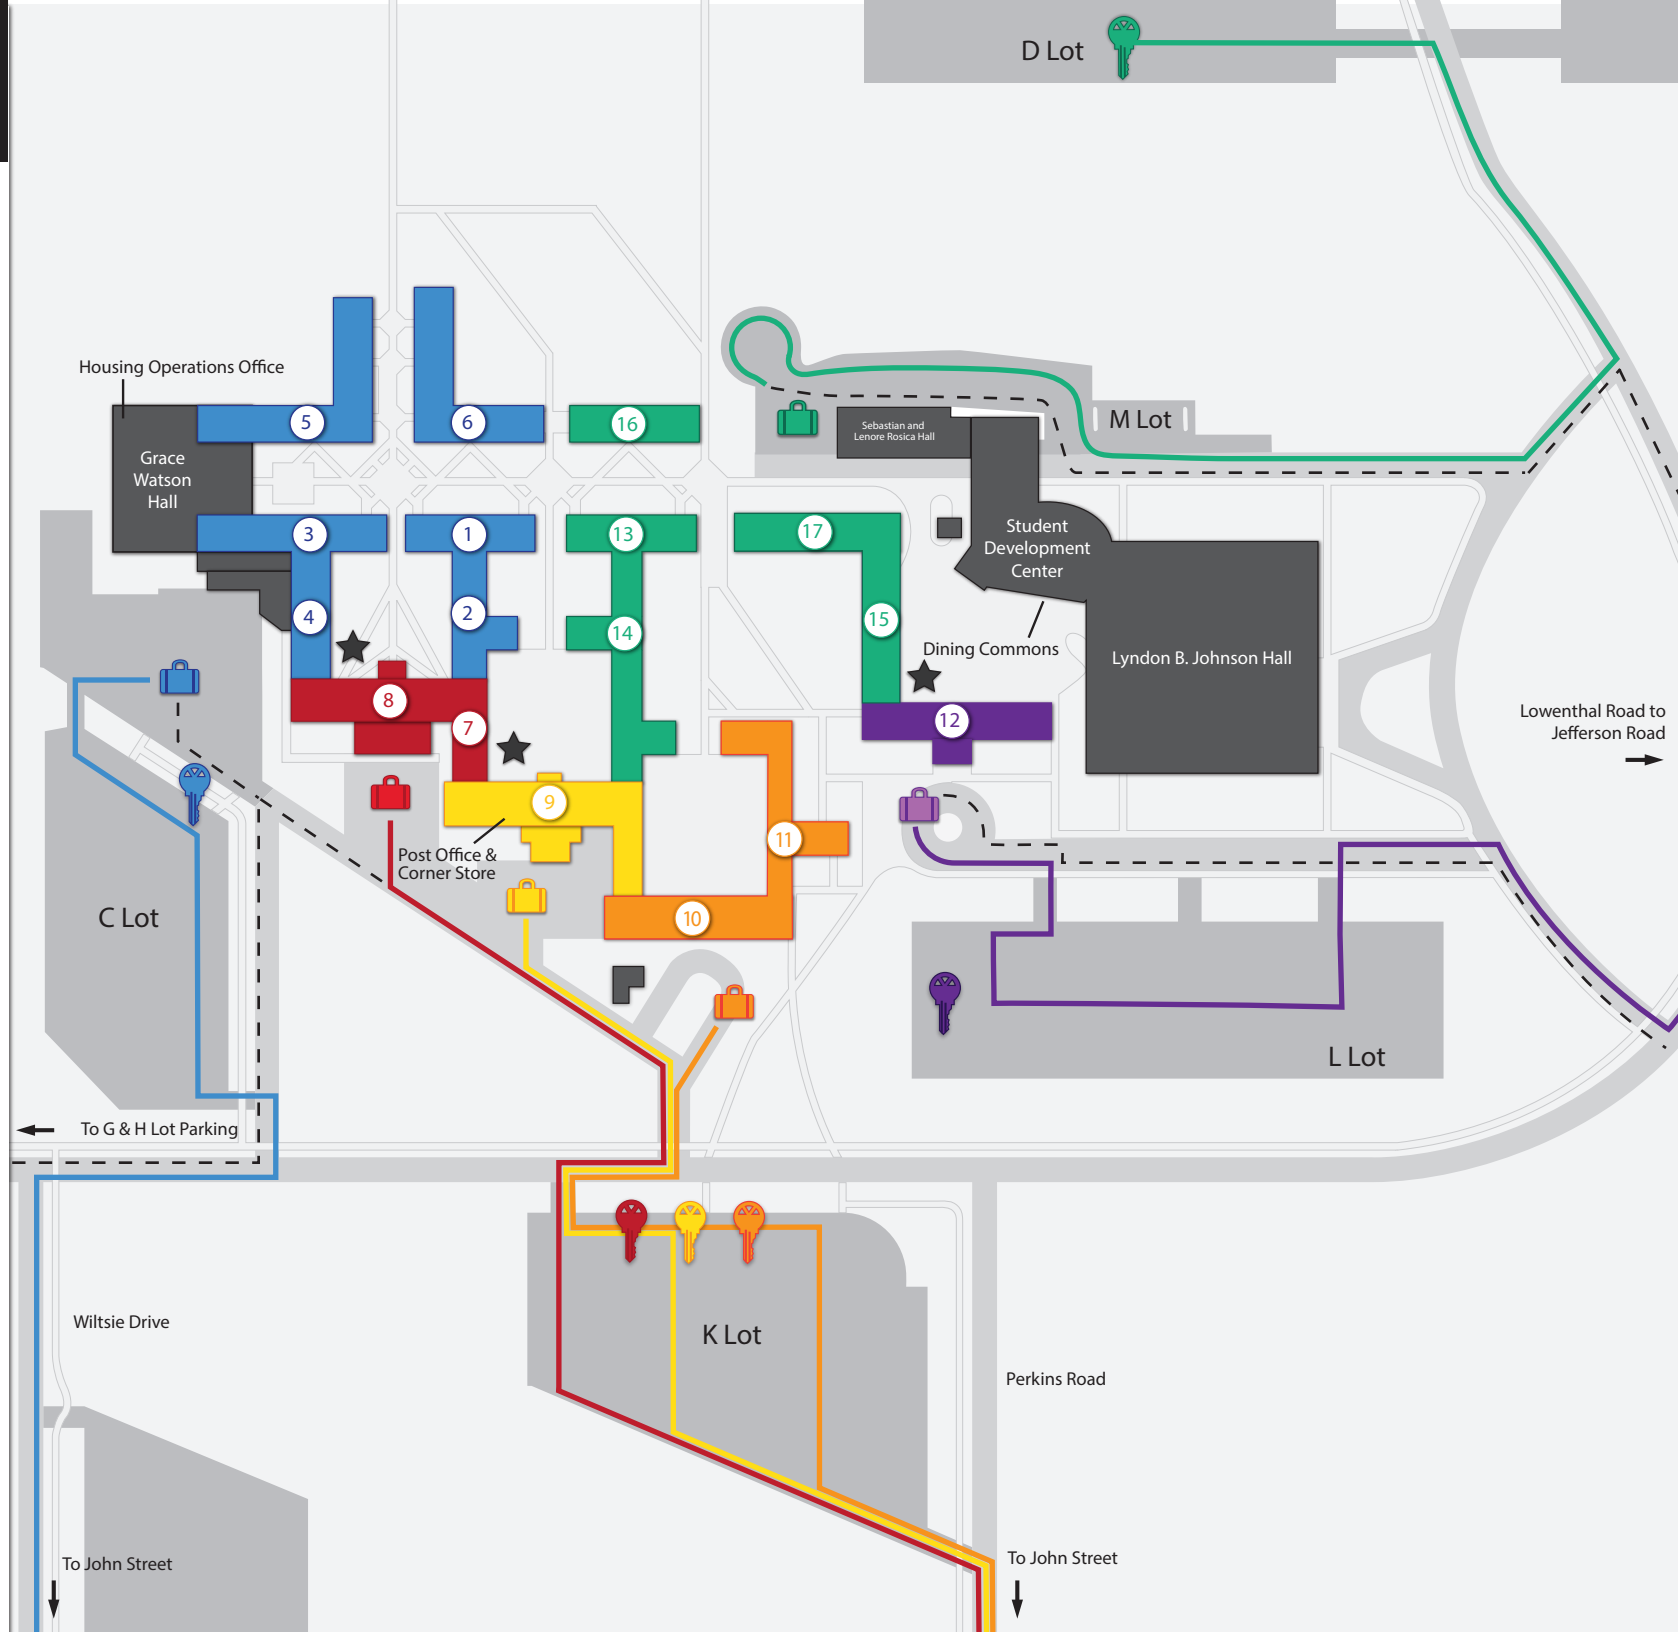 D Lot
Housing Operations Office
5
6
16
M Lot
Sebastian and
Lenore Rosica Hall
Grace
Watson
Hall
3
1
13
17
Student
Development
Center
4
2
14
15
Dining Commons
Lyndon B. Johnson Hall
8
7
12
Lowenthal Road to
Jefferson Road
9
11
Post Office &
Corner Store
C Lot
10
L Lot
To G & H Lot Parking
Wiltsie Drive
K Lot
Perkins Road
To John Street
To John Street